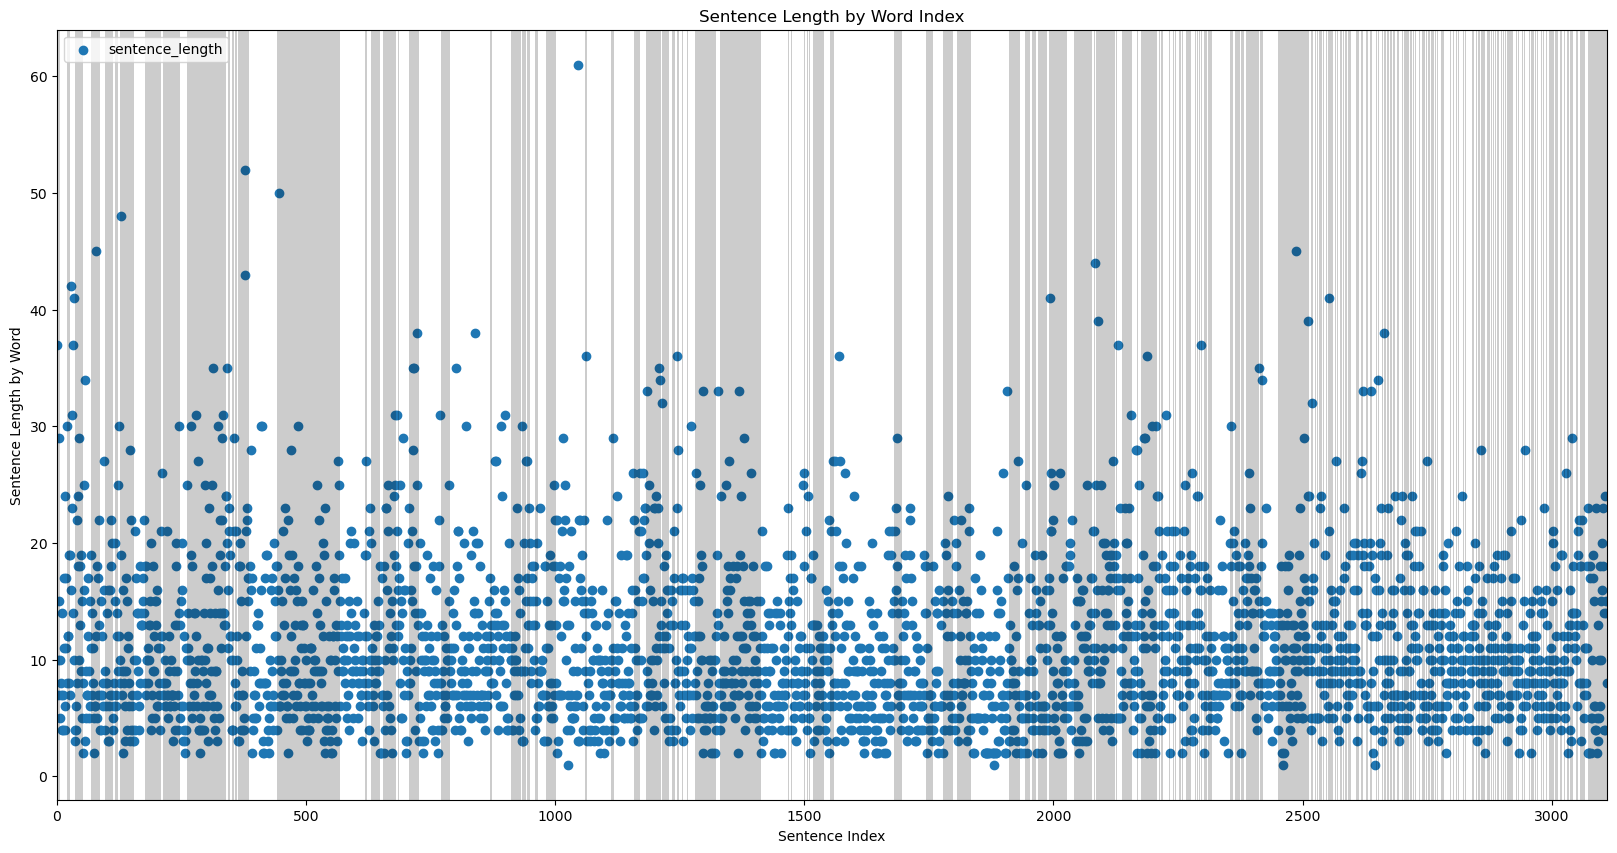 Sentence Length by Word Index
sentence_length
Sentence Length by Word
60
50
40
30
20
10
0
0 500 1000 1500 2000 2500 3000
Sentence Index